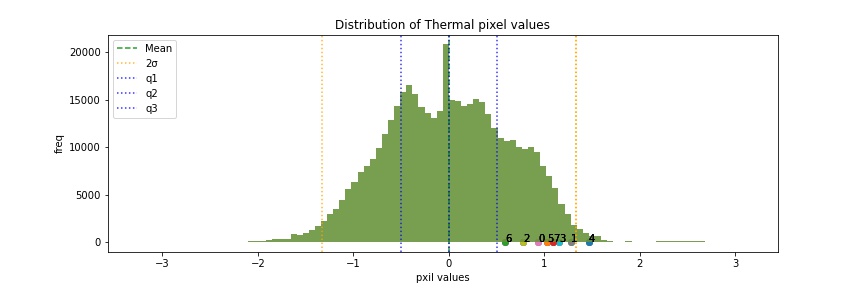 Distribution of Thermal pixel values
Mean
2σ
q1
q2
q3
20000
15000
10000
5000
0
freq
6 2 0 5 7 3 1 4
−3 −2 −1 0 1 2 3
pxil values